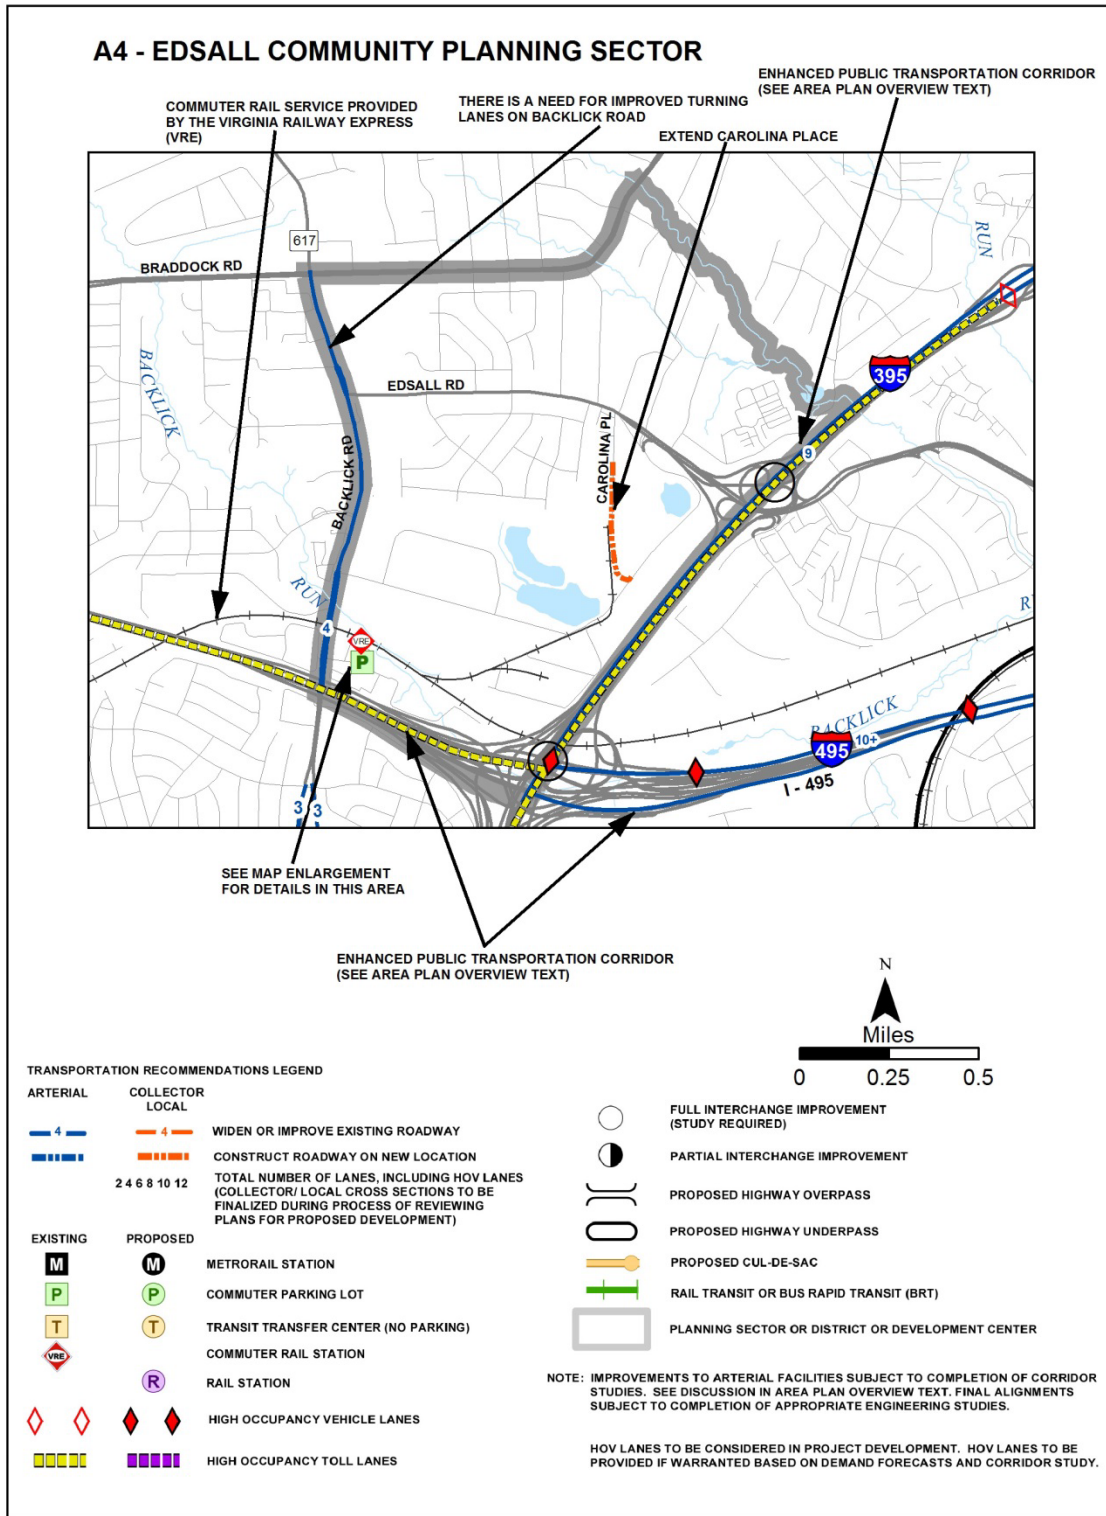 A4 - EDSALL COMMUNITY PLANNING SECTOR
COMMUTER RAIL SERVICE PROVIDED
BY THE VIRGINIA RAILWAY EXPRESS
(VRE)
THERE IS A NEED FOR IMPROVED TURNING
LANES ON BACKLICK ROAD
ENHANCED PUBLIC TRANSPORTATION CORRIDOR
(SEE AREA PLAN OVERVIEW TEXT)
EXTEND CAROLINA PLACE
617
BRADDOCK RD
RUN
BACKLICK
395
EDSALL RD
9
CAROLINA PL
BACKLICK RD
RUN
4
VRE
P
BACKLICK
495
10+
I - 495
3
3
SEE MAP ENLARGEMENT
FOR DETAILS IN THIS AREA
ENHANCED PUBLIC TRANSPORTATION CORRIDOR
(SEE AREA PLAN OVERVIEW TEXT)
N
Miles
0 0.25 0.5
TRANSPORTATION RECOMMENDATIONS LEGEND
ARTERIAL
COLLECTOR
LOCAL
4 4 WIDEN OR IMPROVE EXISTING ROADWAY
CONSTRUCT ROADWAY ON NEW LOCATION
2 4 6 8 10 12 TOTAL NUMBER OF LANES, INCLUDING HOV LANES
(COLLECTOR/ LOCAL CROSS SECTIONS TO BE
FINALIZED DURING PROCESS OF REVIEWING
PLANS FOR PROPOSED DEVELOPMENT)
EXISTING PROPOSED
M M METRORAIL STATION
P P COMMUTER PARKING LOT
T T TRANSIT TRANSFER CENTER (NO PARKING)
VRE COMMUTER RAIL STATION
R RAIL STATION
HIGH OCCUPANCY VEHICLE LANES
HIGH OCCUPANCY TOLL LANES
FULL INTERCHANGE IMPROVEMENT
(STUDY REQUIRED)
PARTIAL INTERCHANGE IMPROVEMENT
PROPOSED HIGHWAY OVERPASS
PROPOSED HIGHWAY UNDERPASS
PROPOSED CUL-DE-SAC
RAIL TRANSIT OR BUS RAPID TRANSIT (BRT)
PLANNING SECTOR OR DISTRICT OR DEVELOPMENT CENTER
NOTE: IMPROVEMENTS TO ARTERIAL FACILITIES SUBJECT TO COMPLETION OF CORRIDOR
STUDIES. SEE DISCUSSION IN AREA PLAN OVERVIEW TEXT. FINAL ALIGNMENTS
SUBJECT TO COMPLETION OF APPROPRIATE ENGINEERING STUDIES.
HOV LANES TO BE CONSIDERED IN PROJECT DEVELOPMENT. HOV LANES TO BE
PROVIDED IF WARRANTED BASED ON DEMAND FORECASTS AND CORRIDOR STUDY.